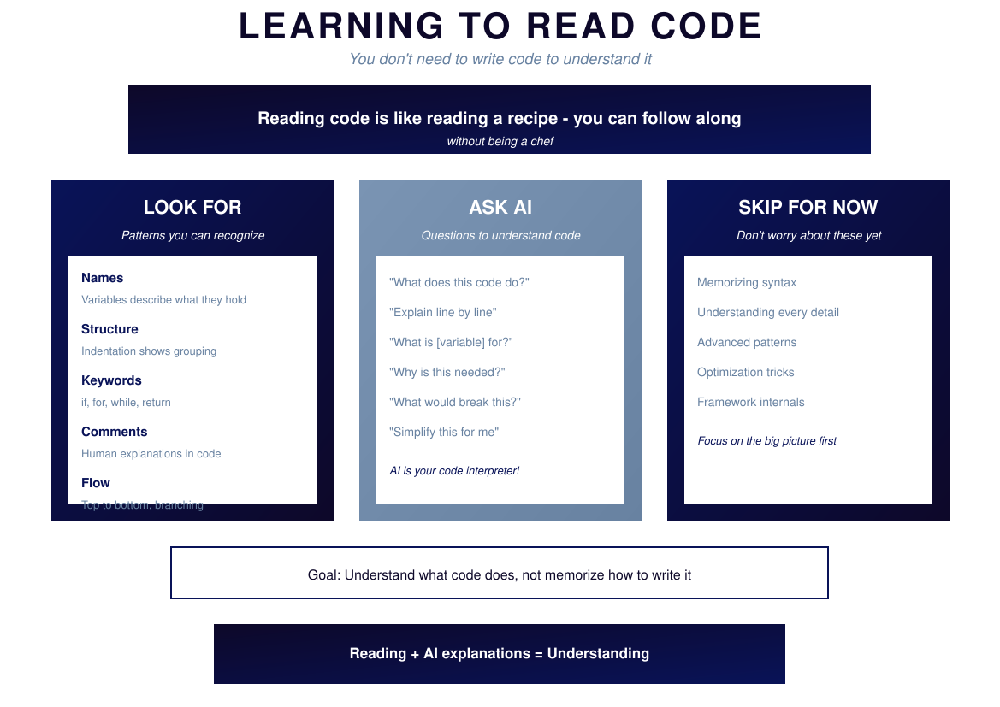 LEARNING TO READ CODE
You don't need to write code to understand it
Reading code is like reading a recipe - you can follow along
without being a chef
LOOK FOR
Patterns you can recognize
Names
Variables describe what they hold
Structure
Indentation shows grouping
Keywords
if, for, while, return
Comments
Human explanations in code
Flow
Top to bottom, branching
ASK AI
Questions to understand code
"What does this code do?"
"Explain line by line"
"What is [variable] for?"
"Why is this needed?"
"What would break this?"
"Simplify this for me"
AI is your code interpreter!
SKIP FOR NOW
Don't worry about these yet
Memorizing syntax
Understanding every detail
Advanced patterns
Optimization tricks
Framework internals
Focus on the big picture first
Goal: Understand what code does, not memorize how to write it
Reading + AI explanations = Understanding